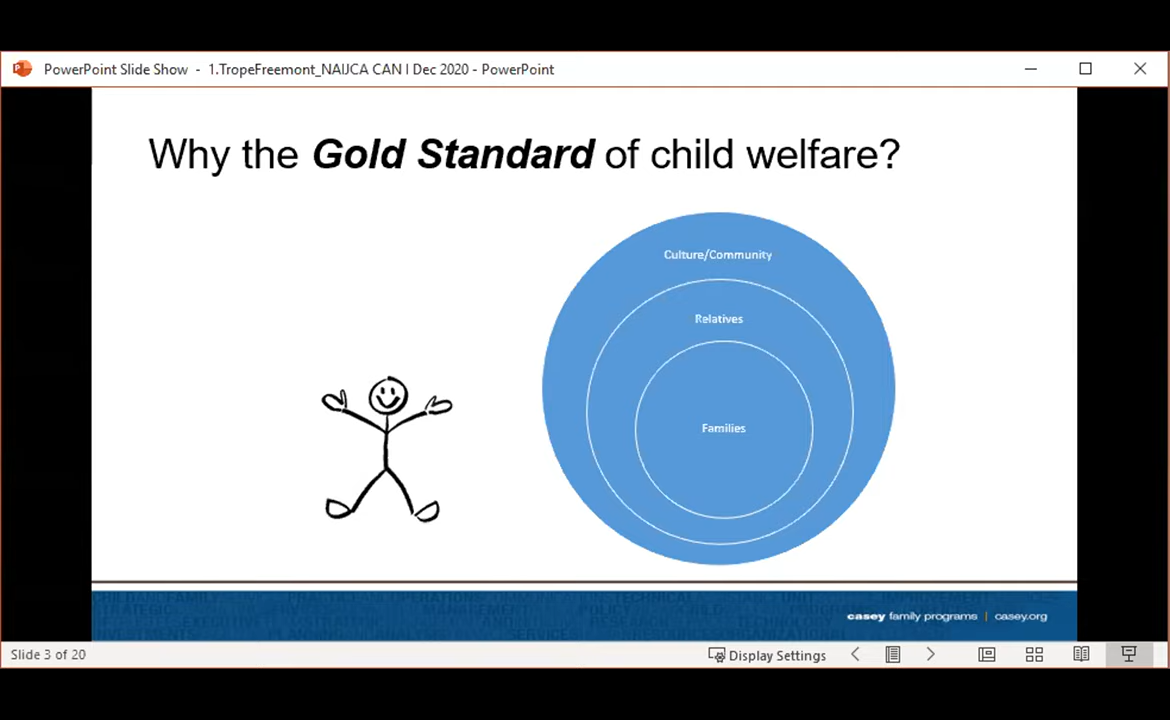 PowerPoint Slide Show - 1.TropeFreemont_NAIJCA CAN I Dec 2020 - PowerPoint
Why the Gold Standard of child welfare?
Culture/Community
Relatives
Families
casey family programs | casey.org
Slide 3 of 20
Display Settings